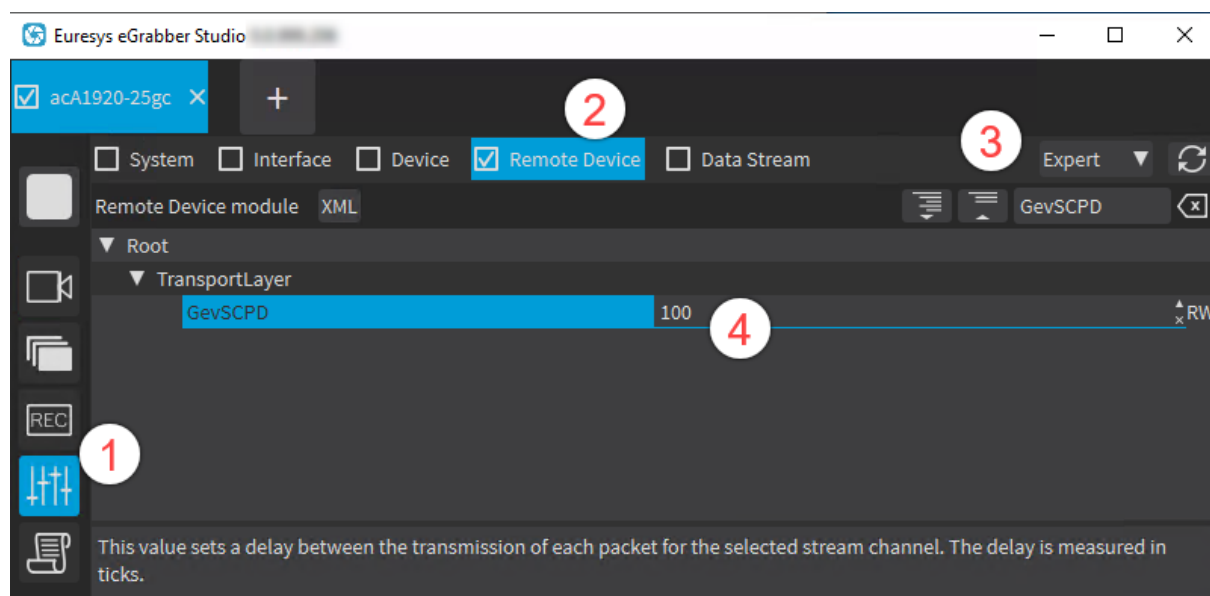 Euresys eGrabber Studio
acA1920-25gc
2
3
System Interface Device Remote Device Data Stream Expert
Remote Device module XML GevSCPD
Root
TransportLayer
GevSCPD 100 RW
4
REC
1
This value sets a delay between the transmission of each packet for the selected stream channel. The delay is measured in
ticks.